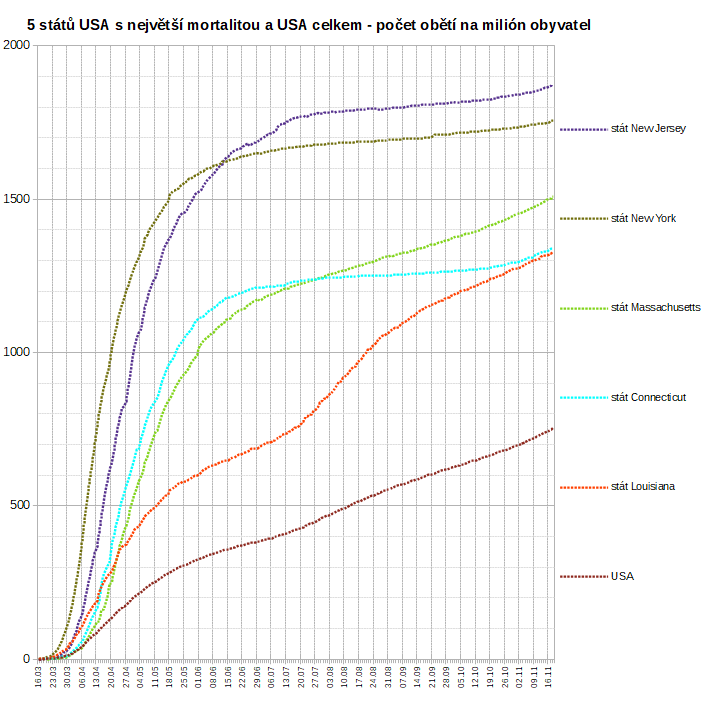 5 států USA s největší mortalitou a USA celkem - počet obětí na milión obyvatel
2000
1500
1000
500
0
stát New Jersey
stát New York
stát Massachusetts
stát Connecticut
stát Louisiana
USA
16.03 23.03 30.03 06.04 13.04 20.04 27.04 04.05 11.05 18.05 25.05 01.06 08.06 15.06 22.06 29.06 06.07 13.07 20.07 27.07 03.08 10.08 17.08 24.08 31.08 07.09 14.09 21.09 28.09 05.10 12.10 19.10 26.10 02.11 09.11 16.11